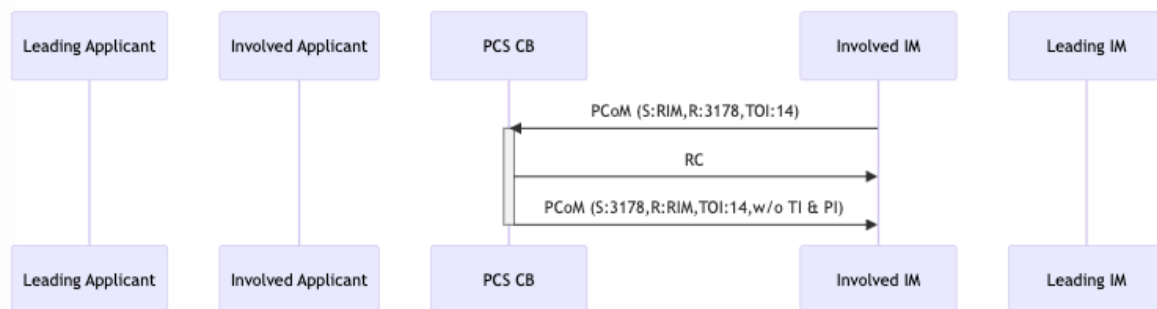 Leading Applicant
Involved Applicant
PCS CB
Involved IM
Leading IM
PCoM (S:RIM,R:3178,TOI:14)
RC
PCoM (S:3178,R:RIM,TOI:14,w/o TI & PI)
Leading Applicant
Involved Applicant
PCS CB
Involved IM
Leading IM